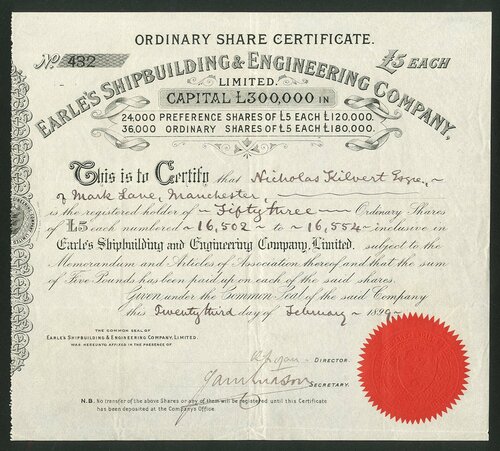 ORDINARY SHARE CERTIFICATE.
No. 432
£5 EACH
EARLE'S SHIPBUILDING & ENGINEERING COMPANY,
LIMITED.
CAPITAL £300,000 IN
24,000 PREFERENCE SHARES OF £5 EACH £120,000.
36,000 ORDINARY SHARES OF £5 EACH £180,000.
This is to Certify that Nicholas Kilvert Esqre.,
of Mark Lane, Manchester,
is the registered holder of Fifty three Ordinary Shares
of £5 each numbered 16,502 to 16,554 inclusive in
Earle's Shipbuilding and Engineering Company, Limited. subject to the
Memorandum and Articles of Association thereof and that the sum
of Five Pounds has been paid up on each of the said shares.
Given under the Common Seal of the said Company
this Twenty third day of February 1899
THE COMMON SEAL OF
EARLE'S SHIPBUILDING & ENGINEERING COMPANY, LIMITED.
WAS HEREUNTO AFFIXED IN THE PRESENCE OF
DIRECTOR.
SECRETARY.
N.B. No transfer of the above Shares or any of them will be registered until this Certificate
has been deposited at the Company's Office.